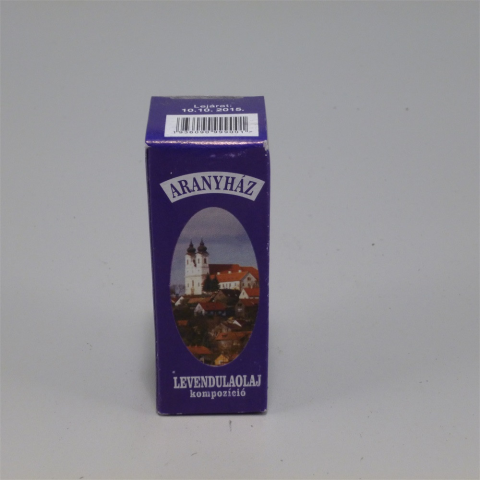 Lejárat:
10.10. 2015.
ARANYHÁZ
LEVENDULAOLAJ
kompozíció